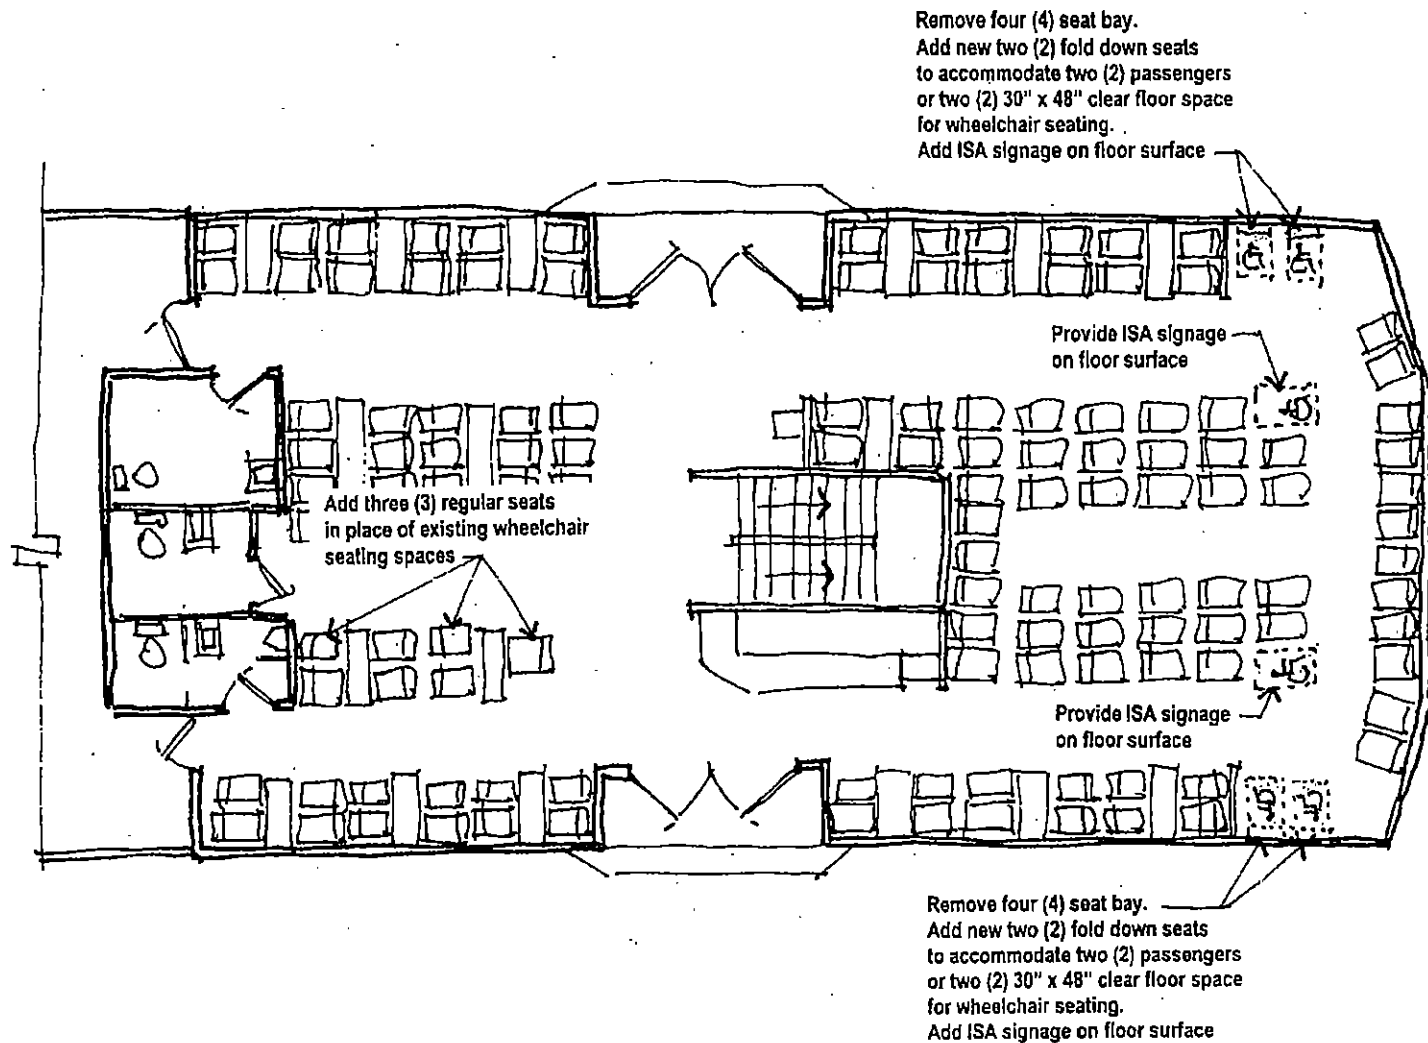 Remove four (4) seat bay.
Add new two (2) fold down seats
to accommodate two (2) passengers
or two (2) 30" x 48" clear floor space
for wheelchair seating.
Add ISA signage on floor surface
Provide ISA signage
on floor surface
Add three (3) regular seats
in place of existing wheelchair
seating spaces
Provide ISA signage
on floor surface
Remove four (4) seat bay.
Add new two (2) fold down seats
to accommodate two (2) passengers
or two (2) 30" x 48" clear floor space
for wheelchair seating.
Add ISA signage on floor surface